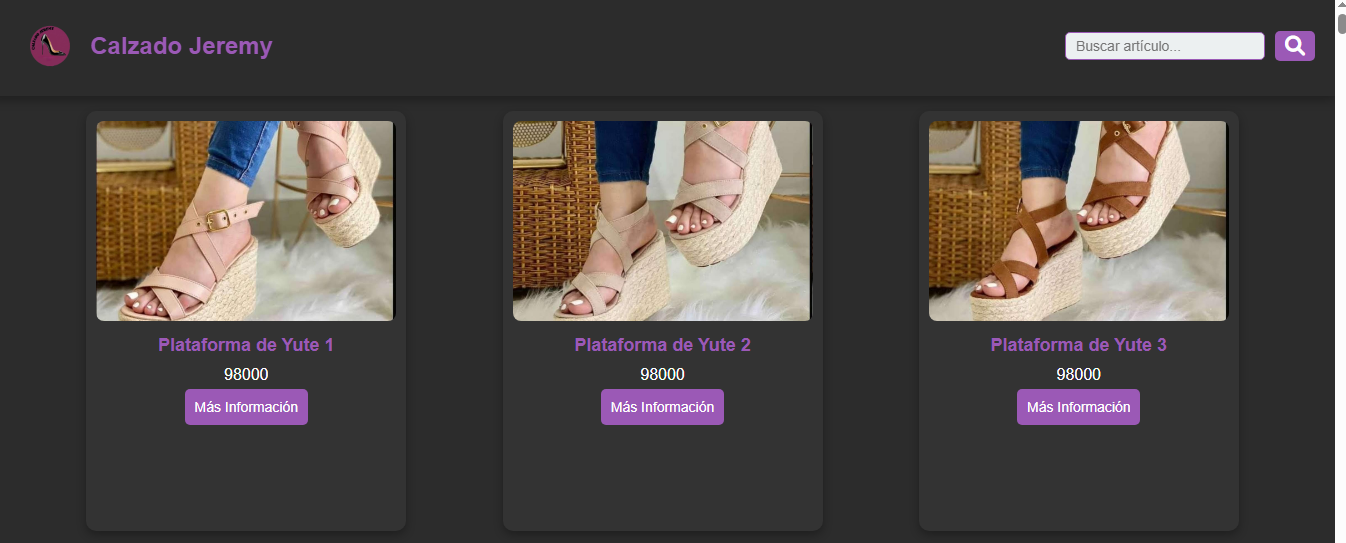 Calzado Jeremy
Buscar artículo...
Plataforma de Yute 1
98000
Más Información
Plataforma de Yute 2
98000
Más Información
Plataforma de Yute 3
98000
Más Información